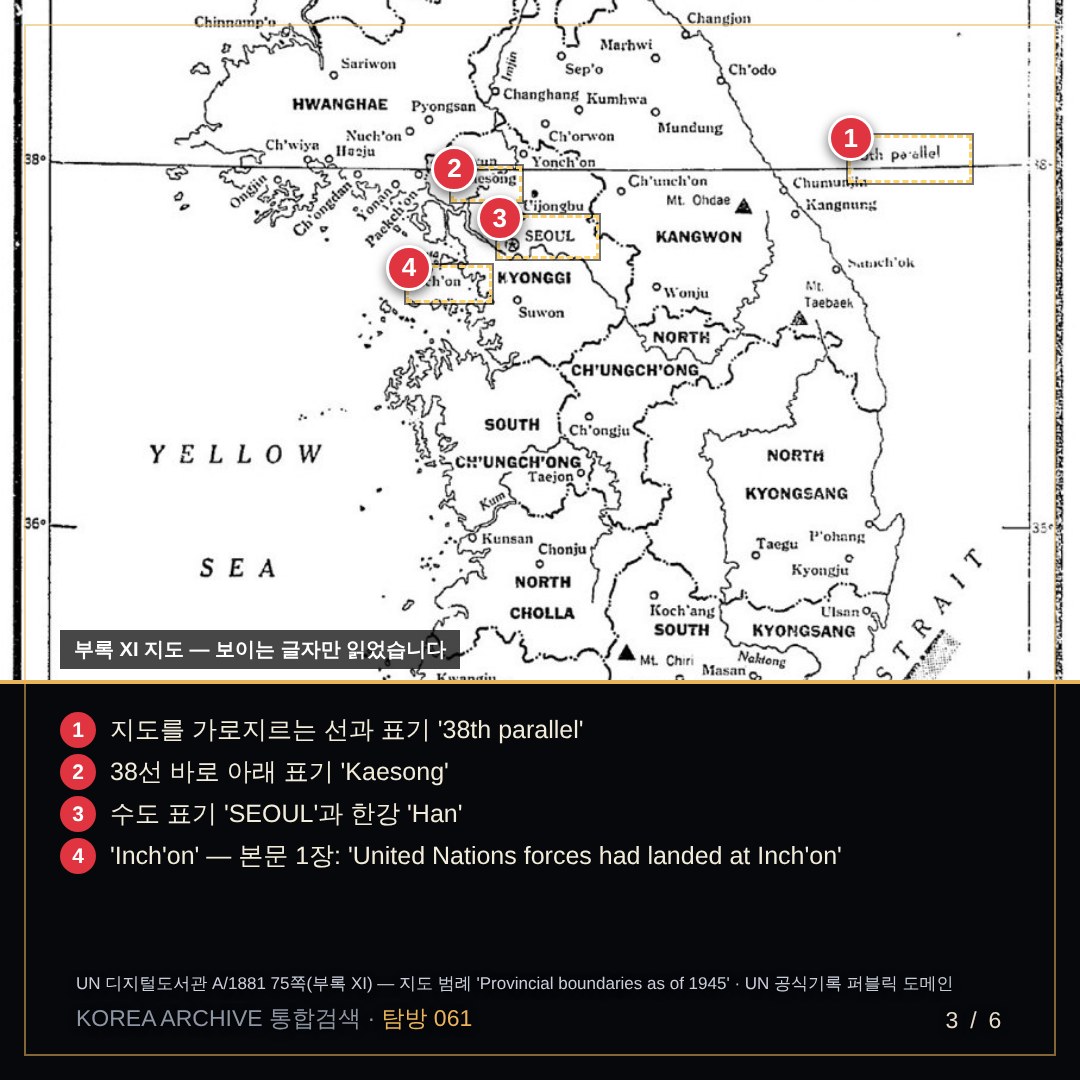 Chinnamp'o
Changjon
Marhwi
Sariwon
Imjin
Sep'o
Ch'odo
HWANGHAE
Pyongsan
Changhang
Kumhwa
Nuch'on
Ch'orwon
Mundung
1
Ch'wiya
Haeju
38°
2
Yonch'on
th parallel
Ongjin
Ch'ongdan
Yonan
Paekch'on
esong
Ch'unch'on
Chumunjin
3
Uijongbu
Mt. Ohdae
Kangnung
SEOUL
KANGWON
4
ch'on
KYONGGI
Samch'ok
Suwon
Wonju
Mt.
Taebaek
NORTH
CH'UNGCH'ONG
SOUTH
Ch'ongju
YELLOW
CH'UNGCH'ONG
NORTH
Taejon
KYONGSANG
Kum
36°
Kunsan
Chonju
Taegu
P'ohang
SEA
NORTH
Kyongju
CHOLLA
Koch'ang
Ulsan
SOUTH
KYONGSANG
STRAIT
부록 XI 지도 — 보이는 글자만 읽었습니다
Mt. Chiri
Masan
Naktong
Kwangju
1 지도를 가로지르는 선과 표기 '38th parallel'
2 38선 바로 아래 표기 'Kaesong'
3 수도 표기 'SEOUL'과 한강 'Han'
4 'Inch'on' — 본문 1장: 'United Nations forces had landed at Inch'on'
UN 디지털도서관 A/1881 75쪽(부록 XI) — 지도 범례 'Provincial boundaries as of 1945' · UN 공식기록 퍼블릭 도메인
KOREA ARCHIVE 통합검색 · 탐방 061
3 / 6